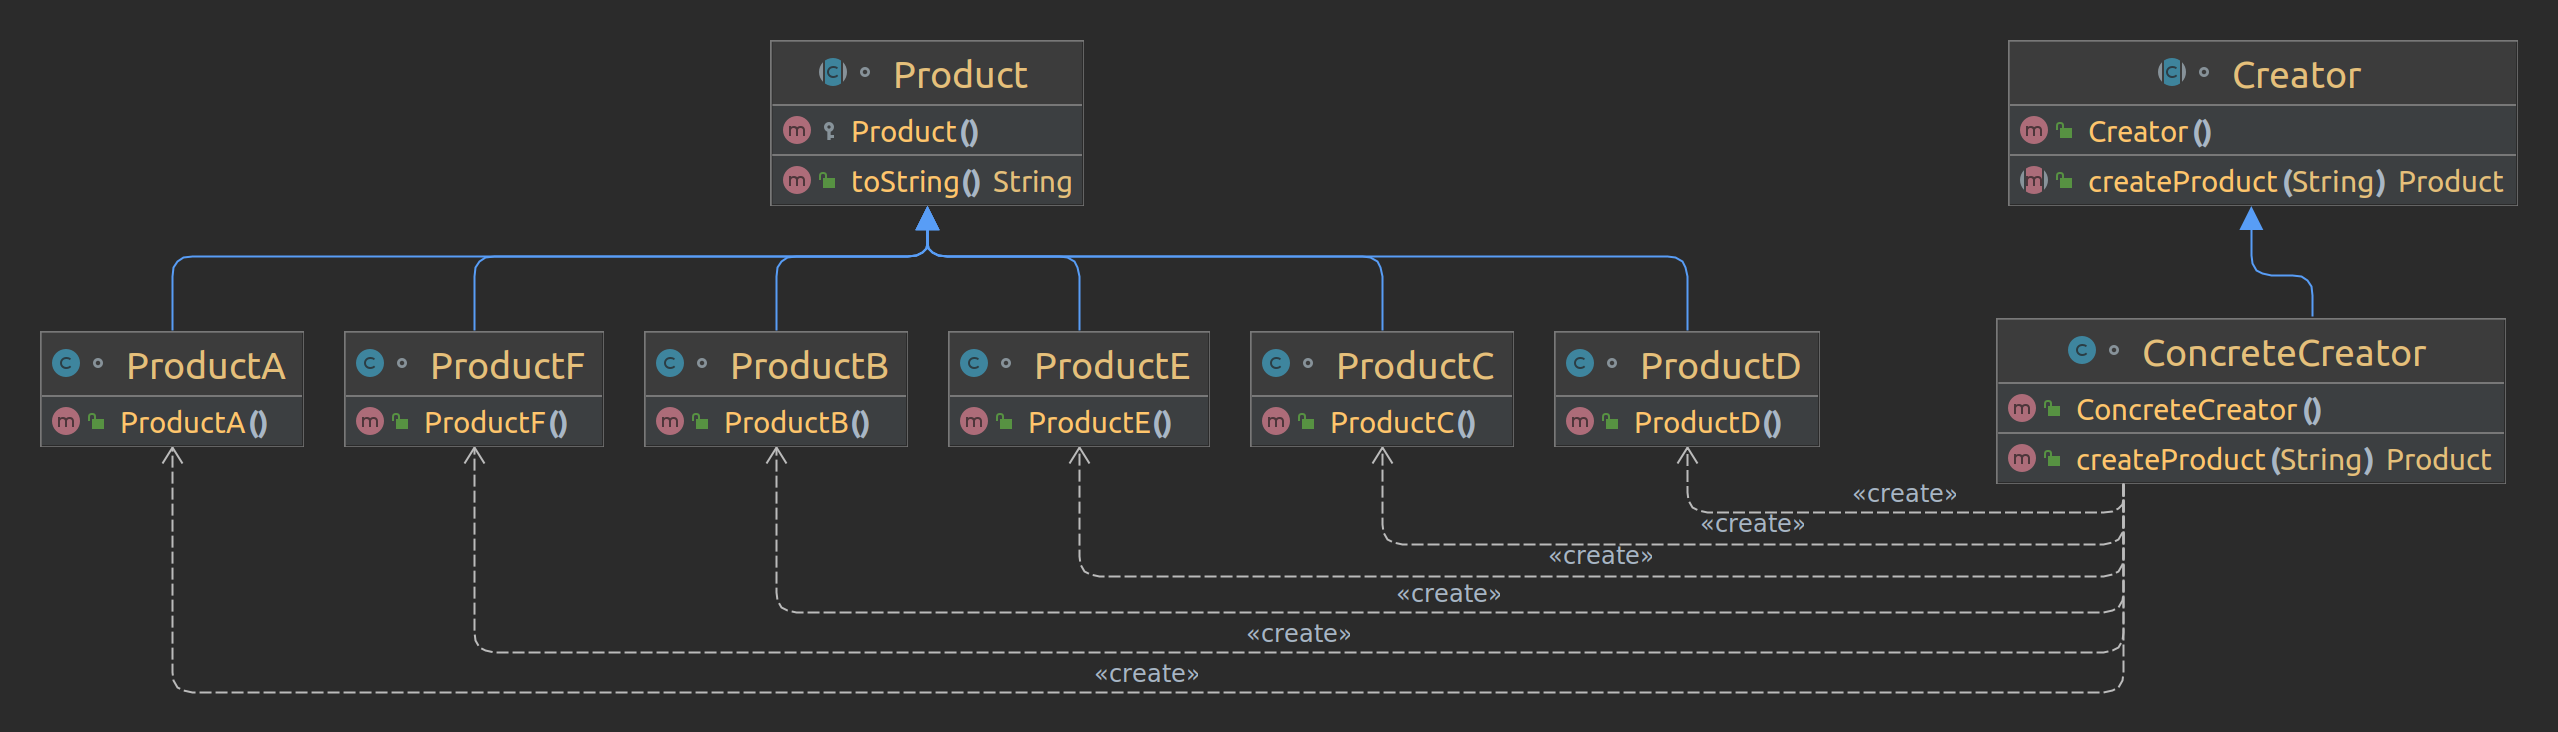 Product
Product()
toString() String
Creator
Creator()
createProduct(String) Product
ProductA
ProductA()
ProductF
ProductF()
ProductB
ProductB()
ProductE
ProductE()
ProductC
ProductC()
ProductD
ProductD()
ConcreteCreator
ConcreteCreator()
createProduct(String) Product
«create»
«create»
«create»
«create»
«create»
«create»